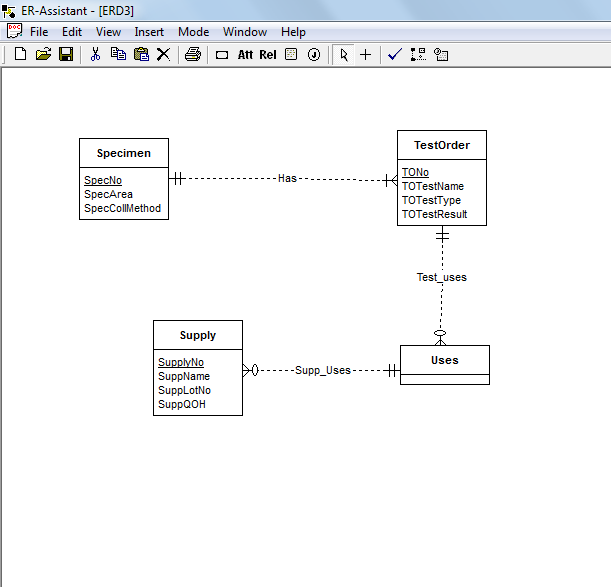 ER-Assistant - [ERD3]
File Edit View Insert Mode Window Help
Att Rel J
Specimen
SpecNo
SpecArea
SpecCollMethod
Has
TestOrder
TONo
TOTestName
TOTestType
TOTestResult
Test_uses
Supply
SupplyNo
SuppName
SuppLotNo
SuppQOH
Supp_Uses
Uses